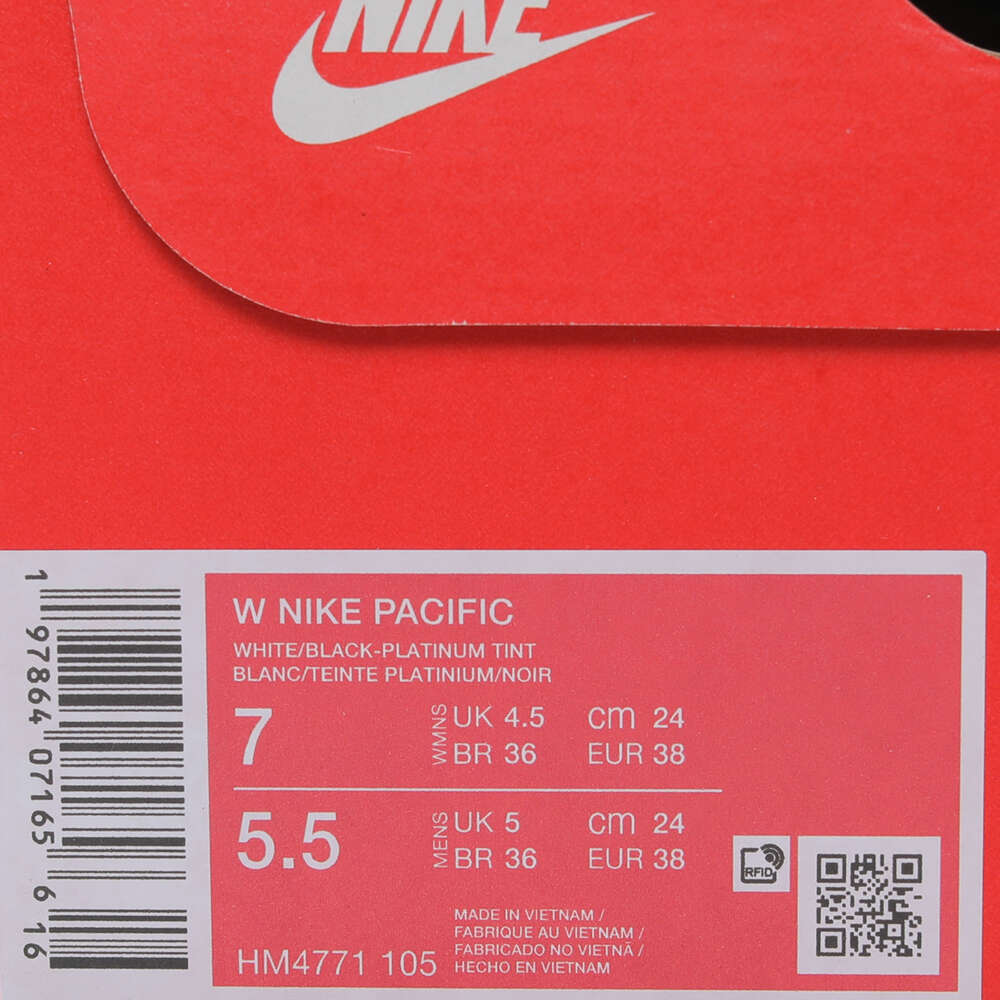 NIKE
W NIKE PACIFIC
WHITE/BLACK-PLATINUM TINT
BLANC/TEINTE PLATINIUM/NOIR
7
WMNS
UK 4.5 cm 24
BR 36 EUR 38
5.5
MENS
UK 5 cm 24
BR 36 EUR 38
RFID
MADE IN VIETNAM /
FABRIQUE AU VIETNAM /
FABRICADO NO VIETNÃ /
HECHO EN VIETNAM
HM4771 105
1 97864 07165 6 16